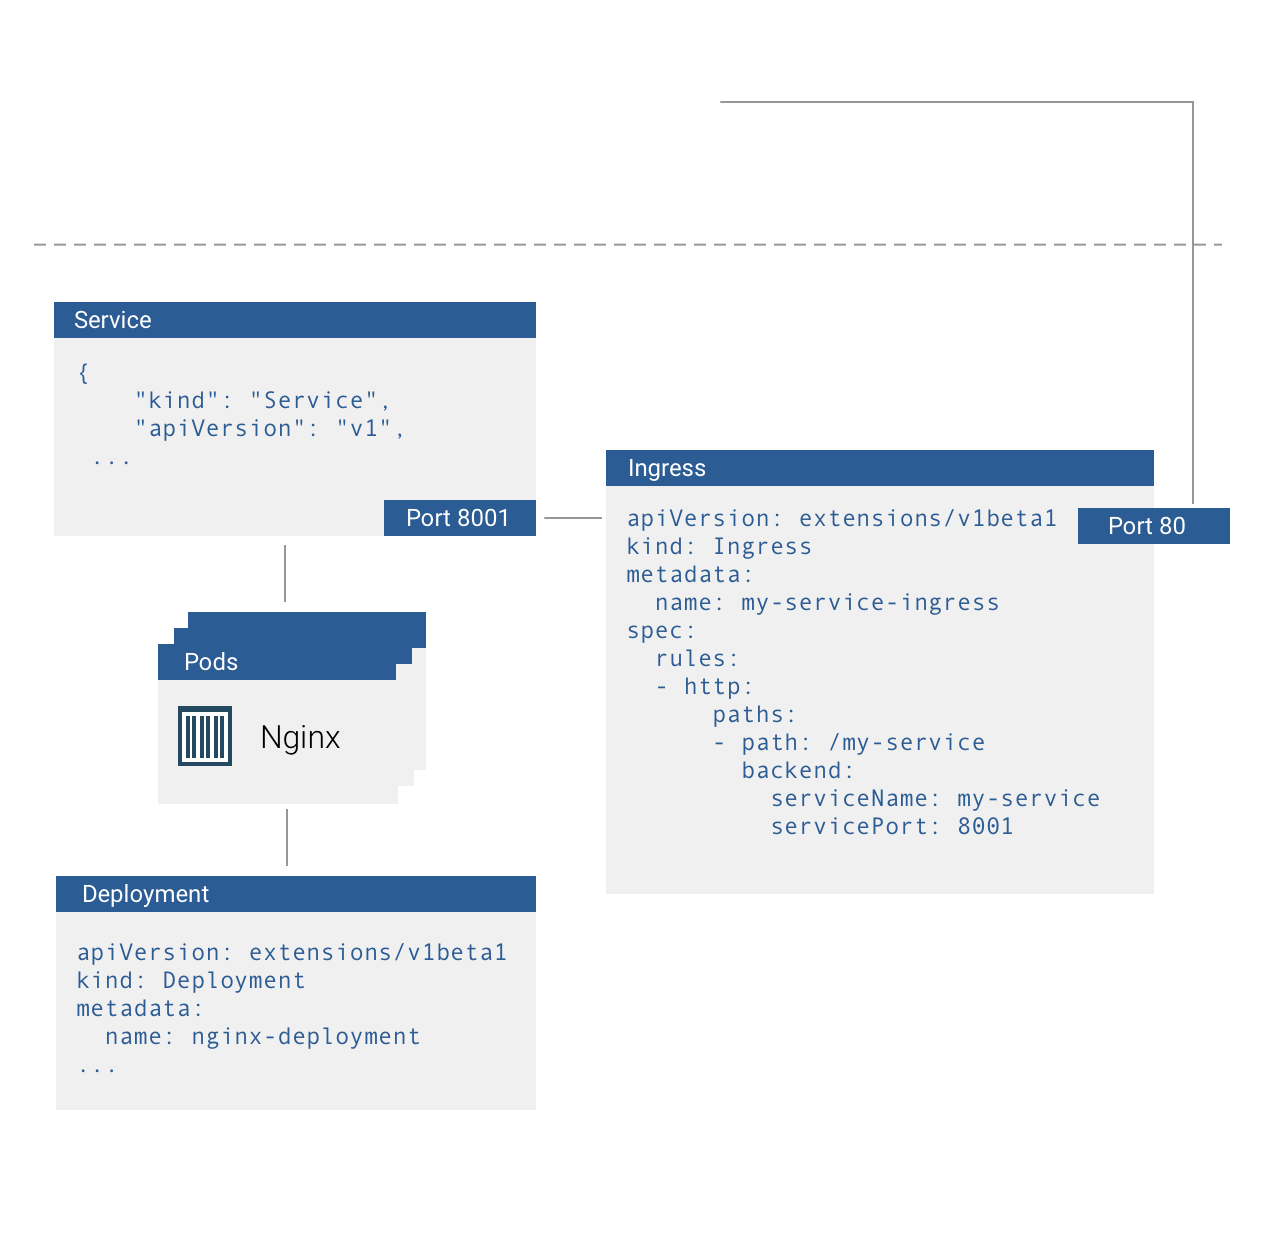 Service
{
    "kind": "Service",
    "apiVersion": "v1",
 ...
Port 8001
Ingress
apiVersion: extensions/v1beta1
kind: Ingress
metadata:
  name: my-service-ingress
spec:
  rules:
  - http:
      paths:
      - path: /my-service
        backend:
          serviceName: my-service
          servicePort: 8001
Port 80
Pods
Nginx
Deployment
apiVersion: extensions/v1beta1
kind: Deployment
metadata:
  name: nginx-deployment
...